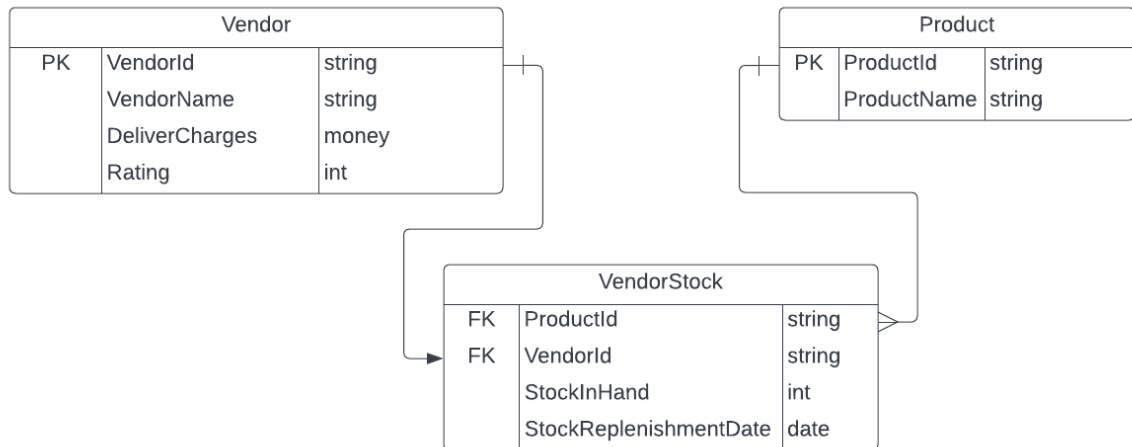 Vendor
PK VendorId string
VendorName string
DeliverCharges money
Rating int
Product
PK ProductId string
ProductName string
VendorStock
FK ProductId string
FK VendorId string
StockInHand int
StockReplenishmentDate date